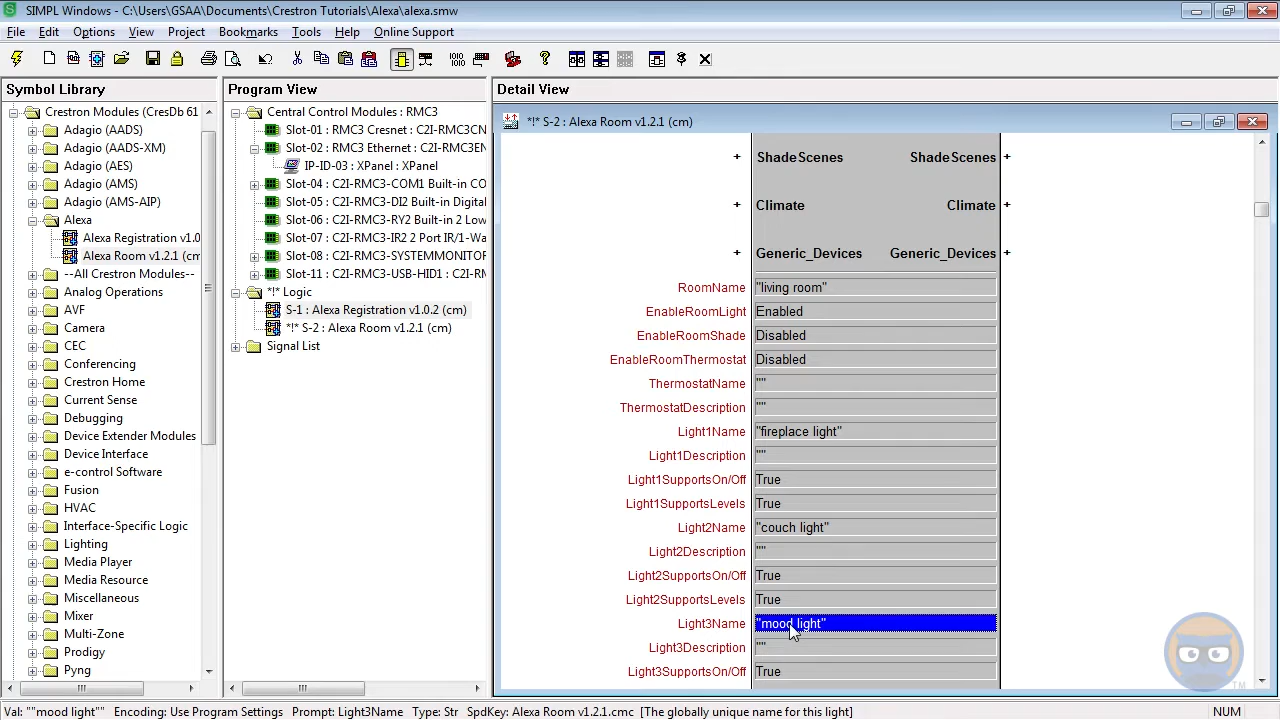 SIMPL Windows - C:\Users\GSAA\Documents\Crestron Tutorials\Alexa\alexa.smw
File Edit Options View Project Bookmarks Tools Help Online Support
Symbol Library
Crestron Modules (CresDb 61
Adagio (AADS)
Adagio (AADS-XM)
Adagio (AES)
Adagio (AMS)
Adagio (AMS-AIP)
Alexa
Alexa Registration v1.0
Alexa Room v1.2.1 (cm
--All Crestron Modules--
Analog Operations
AVF
Camera
CEC
Conferencing
Crestron Home
Current Sense
Debugging
Device Extender Modules
Device Interface
e-control Software
Fusion
HVAC
Interface-Specific Logic
Lighting
Media Player
Media Resource
Miscellaneous
Mixer
Multi-Zone
Prodigy
Pyng
Program View
Central Control Modules : RMC3
Slot-01 : RMC3 Cresnet : C2I-RMC3CN
Slot-02 : RMC3 Ethernet : C2I-RMC3EN
IP-ID-03 : XPanel : XPanel
Slot-04 : C2I-RMC3-COM1 Built-in CO
Slot-05 : C2I-RMC3-DI2 Built-in Digital
Slot-06 : C2I-RMC3-RY2 Built-in 2 Low
Slot-07 : C2I-RMC3-IR2 2 Port IR/1-Wa
Slot-08 : C2I-RMC3-SYSTEMMONITOR
Slot-11 : C2I-RMC3-USB-HID1 : C2I-RM
*!* Logic
S-1 : Alexa Registration v1.0.2 (cm)
*!* S-2 : Alexa Room v1.2.1 (cm)
Signal List
Detail View
*!* S-2 : Alexa Room v1.2.1 (cm)
+ ShadeScenes ShadeScenes +
+ Climate Climate +
+ Generic_Devices Generic_Devices +
RoomName "living room"
EnableRoomLight Enabled
EnableRoomShade Disabled
EnableRoomThermostat Disabled
ThermostatName ""
ThermostatDescription ""
Light1Name "fireplace light"
Light1Description ""
Light1SupportsOn/Off True
Light1SupportsLevels True
Light2Name "couch light"
Light2Description ""
Light2SupportsOn/Off True
Light2SupportsLevels True
Light3Name "mood light"
Light3Description ""
Light3SupportsOn/Off True
TM
Val: ""mood light"" Encoding: Use Program Settings Prompt: Light3Name Type: Str SpdKey: Alexa Room v1.2.1.cmc [The globally unique name for this light] NUM